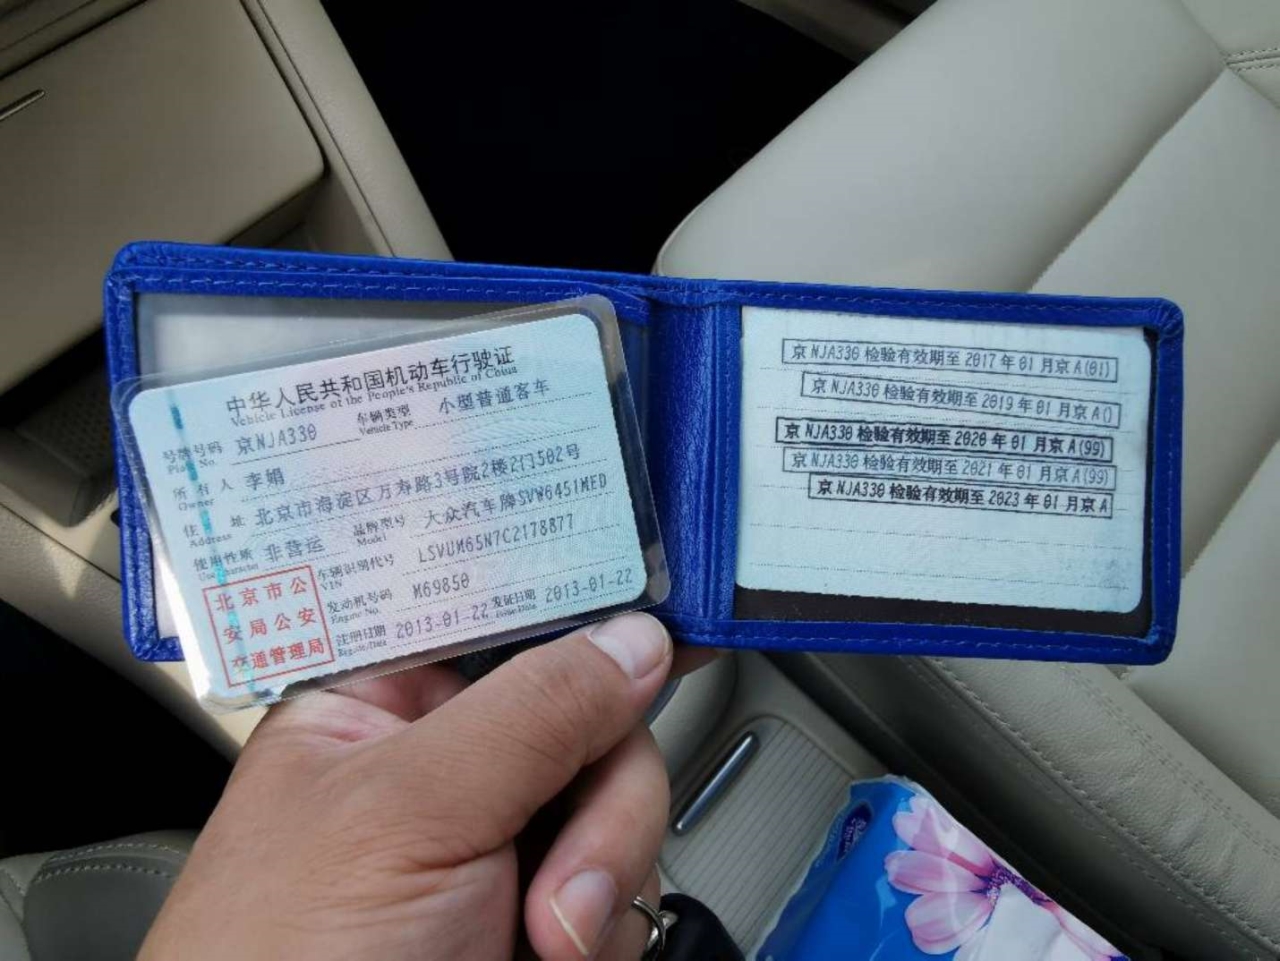 中华人民共和国机动车行驶证
Vehicle License of the People's Republic of China
号牌号码 京NJA330 车辆类型 小型普通客车
Plate No. Vehicle Type
所有人 李娟
Owner
住址 北京市海淀区万寿路3号院2楼2门502号
Address
使用性质 非营运 品牌型号 大众汽车牌SVW6451MED
Use Character Model
北京市公安局公安交通管理局
车辆识别代号 LSVUM65N7C2178877
VIN
发动机号码 M69850
Engine No.
注册日期 2013-01-22 发证日期 2013-01-22
Register Date Issue Date
京 NJA330 检验有效期至 2017 年 01 月京 A(01)
京 NJA330 检验有效期至 2019 年 01 月京 A()
京 NJA330 检验有效期至 2020 年 01 月京 A(99)
京 NJA330 检验有效期至 2021 年 01 月京 A(99)
京 NJA330 检验有效期至 2023 年 01 月京 A